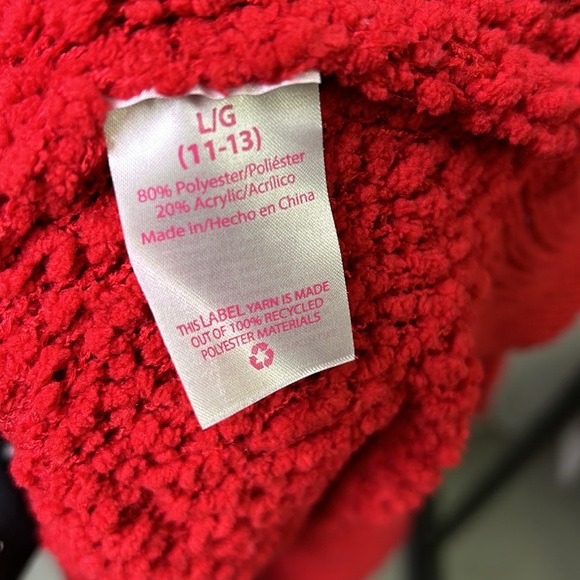 L/G
(11-13)
80% Polyester/Poliéster
20% Acrylic/Acrílico
Made in/Hecho en China
THIS LABEL YARN IS MADE
OUT OF 100% RECYCLED
POLYESTER MATERIALS